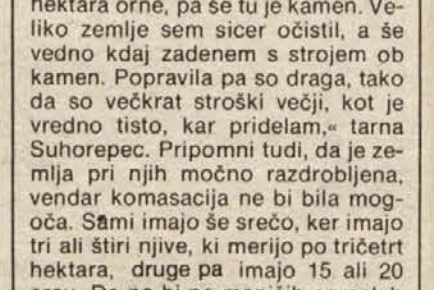 hektara orne, pa še tu je kamen. Ve-
liko zemlje sem sicer očistil, a še
vedno kdaj zadenem s strojem ob
kamen. Popravila pa so draga, tako
da so večkrat stroški večji, kot je
vredno tisto, kar pridelam,« tarna
Suhorepec. Pripomni tudi, da je ze-
mlja pri njih močno razdrobljena,
vendar komasacija ne bi bila mog-
oča. Sami imajo še srečo, ker imajo
tri ali štiri njive, ki merijo po tričetrt
hektara, druge pa imajo 15 ali 20